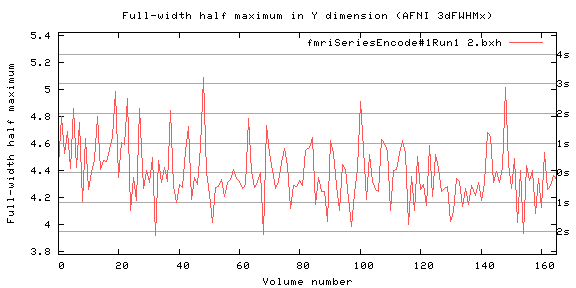 Full-width half maximum in Y dimension (AFNI 3dFWHMx)
fmriSeriesEncode#1Run1 2.bxh
5.4
5.2
5
4.8
4.6
4.4
4.2
4
3.8
4s
3s
2s
1s
0s
1s
2s
Full-width half maximum
0 20 40 60 80 100 120 140 160
Volume number